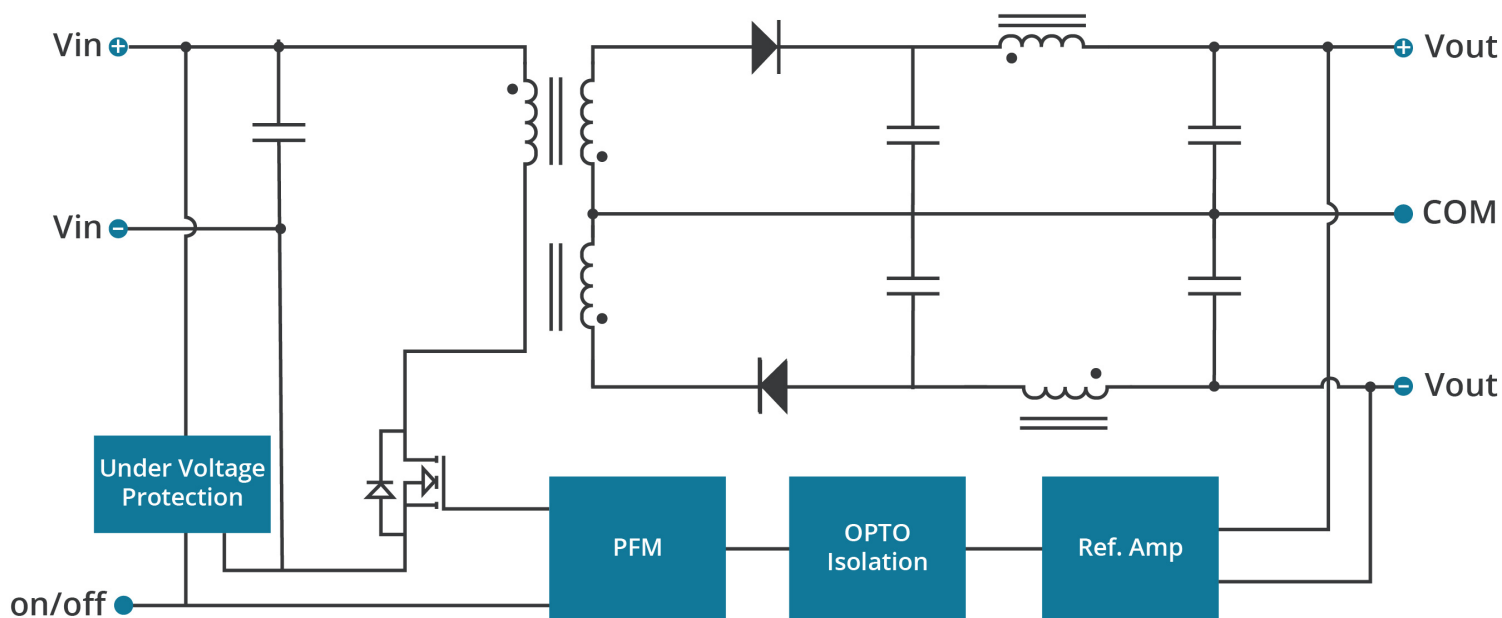 Vin +
+ Vout
Vin −
COM
− Vout
Under Voltage
Protection
PFM
OPTO
Isolation
Ref. Amp
on/off